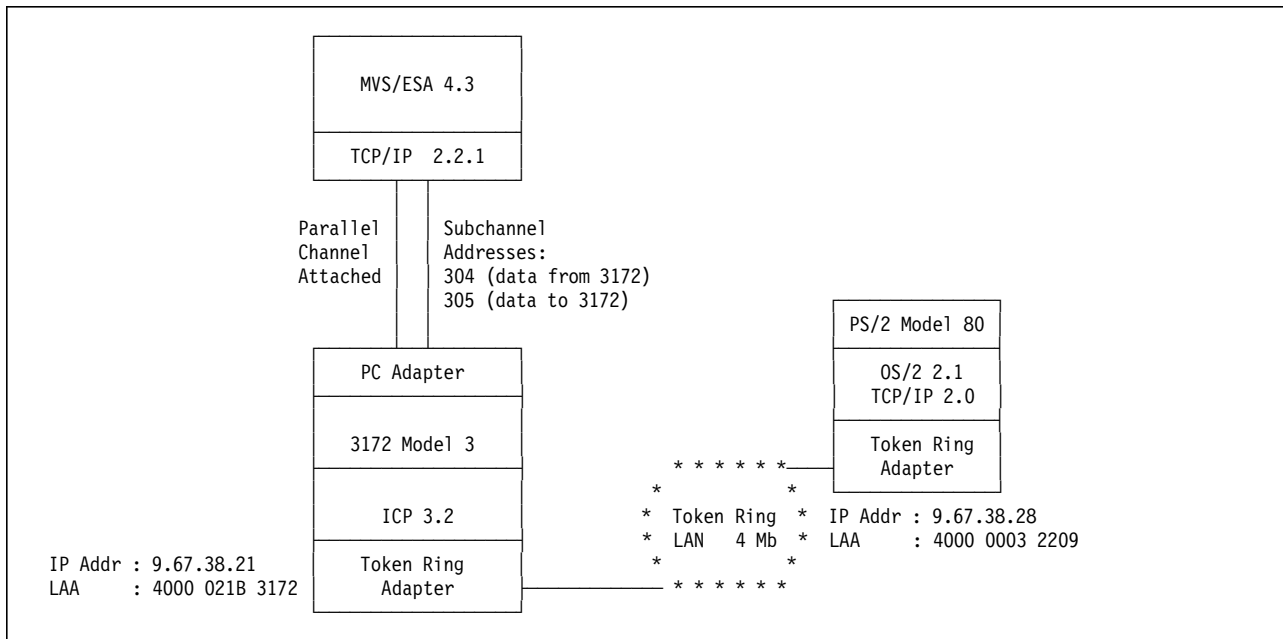 MVS/ESA 4.3
TCP/IP 2.2.1
Parallel
Channel
Attached
Subchannel
Addresses:
304 (data from 3172)
305 (data to 3172)
PC Adapter
3172 Model 3
ICP 3.2
Token Ring
Adapter
IP Addr : 9.67.38.21
LAA : 4000 021B 3172
PS/2 Model 80
OS/2 2.1
TCP/IP 2.0
Token Ring
Adapter
* * * * * *
* *
* Token Ring *
* LAN 4 Mb *
* *
* * * * * *
IP Addr : 9.67.38.28
LAA : 4000 0003 2209